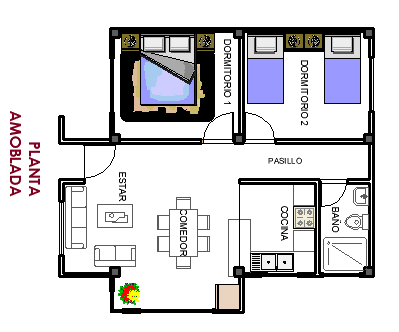 PLANTA
AMOBLADA
DORMITORIO 1
DORMITORIO 2
PASILLO
ESTAR
COMEDOR
COCINA
BAÑO